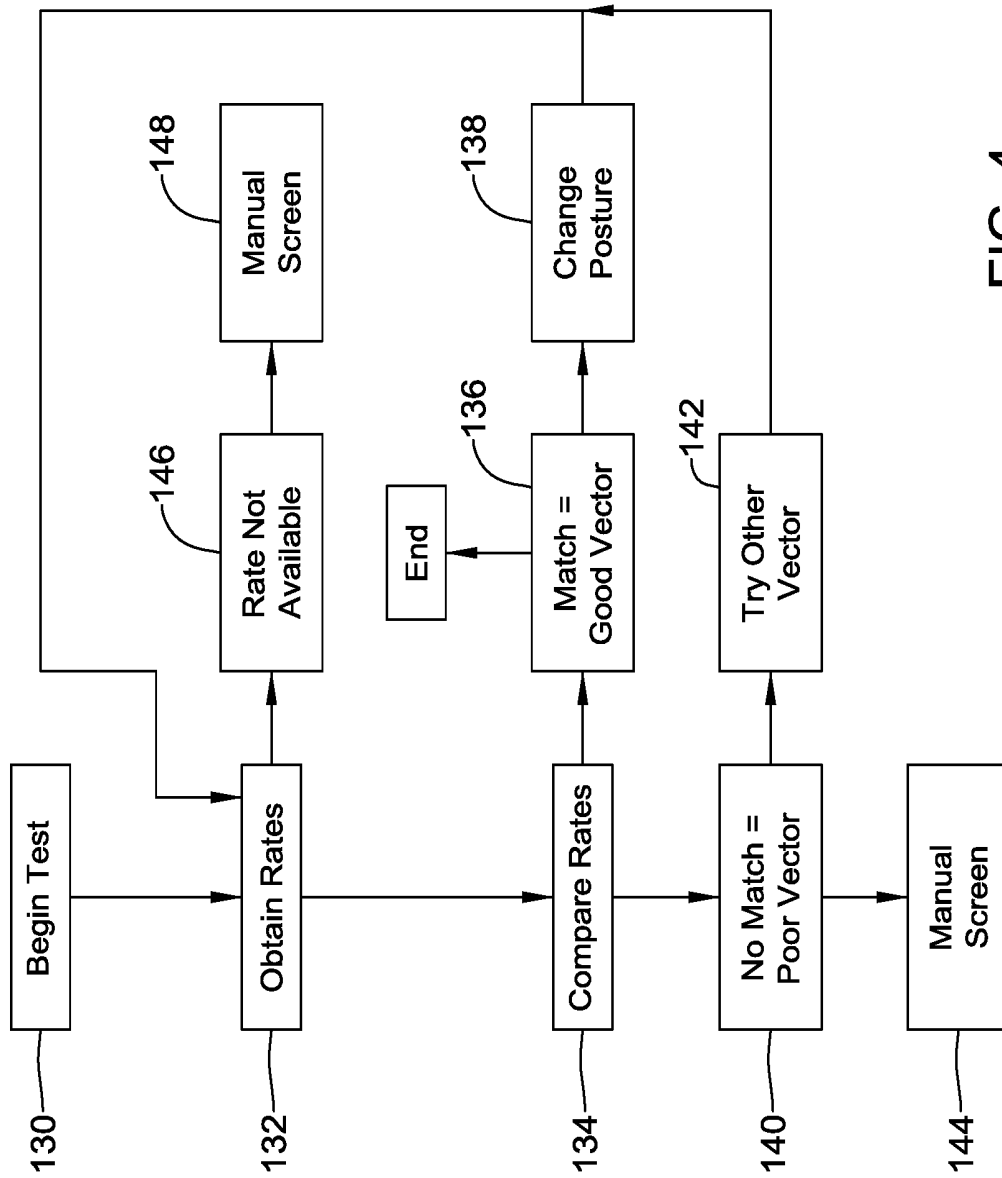 130
Begin Test
132
Obtain Rates
146
Rate Not
Available
148
Manual
Screen
End
134
Compare Rates
136
Match =
Good Vector
138
Change
Posture
140
No Match =
Poor Vector
142
Try Other
Vector
144
Manual
Screen
FIG. 4